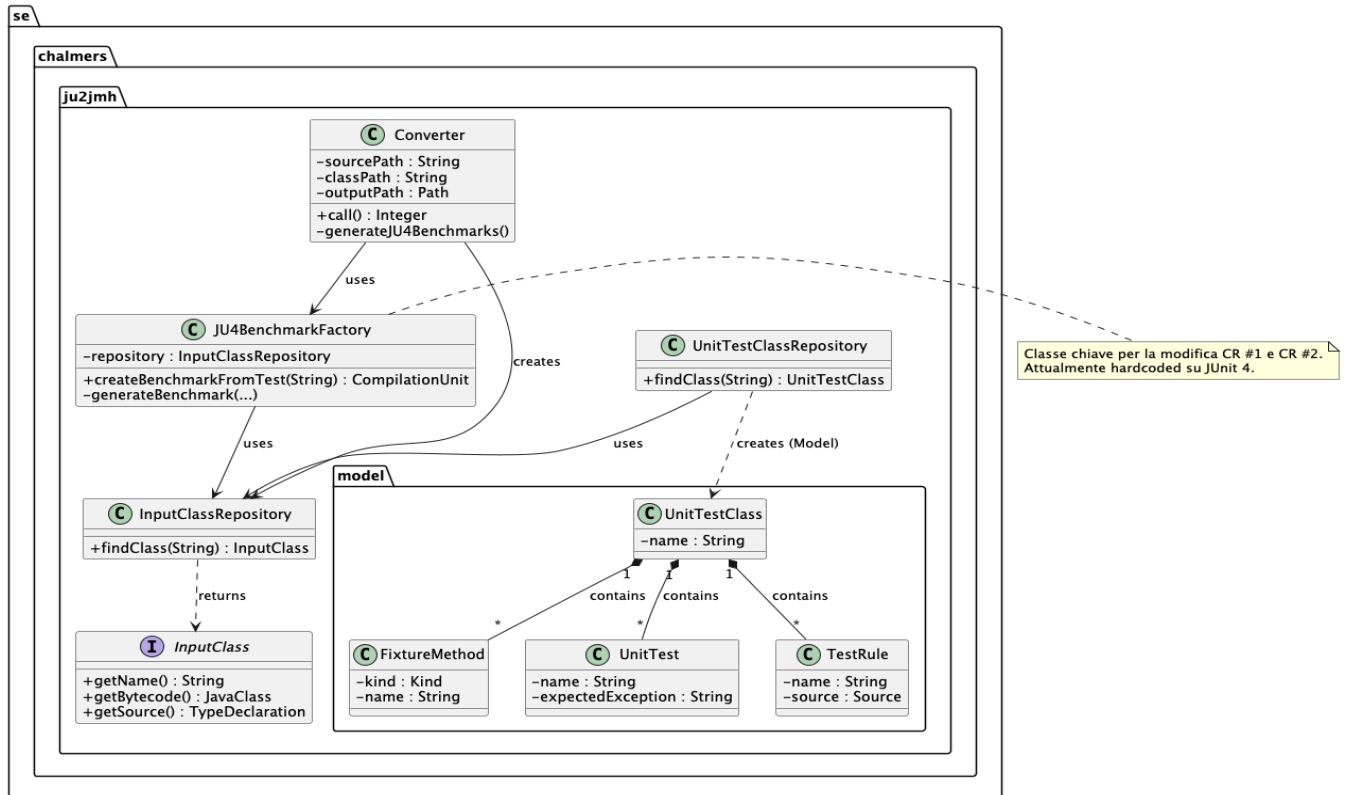 se
chalmers
ju2jmh
C Converter
-sourcePath : String
-classPath : String
-outputPath : Path
+call() : Integer
-generateJU4Benchmarks()
uses
creates
C JU4BenchmarkFactory
-repository : InputClassRepository
+createBenchmarkFromTest(String) : CompilationUnit
-generateBenchmark(...)
C UnitTestClassRepository
+findClass(String) : UnitTestClass
Classe chiave per la modifica CR #1 e CR #2.
Attualmente hardcoded su JUnit 4.
uses
uses
creates (Model)
model
C InputClassRepository
+findClass(String) : InputClass
C UnitTestClass
-name : String
returns
1
1
1
contains
contains
contains
*
*
*
I InputClass
+getName() : String
+getBytecode() : JavaClass
+getSource() : TypeDeclaration
C FixtureMethod
-kind : Kind
-name : String
C UnitTest
-name : String
-expectedException : String
C TestRule
-name : String
-source : Source